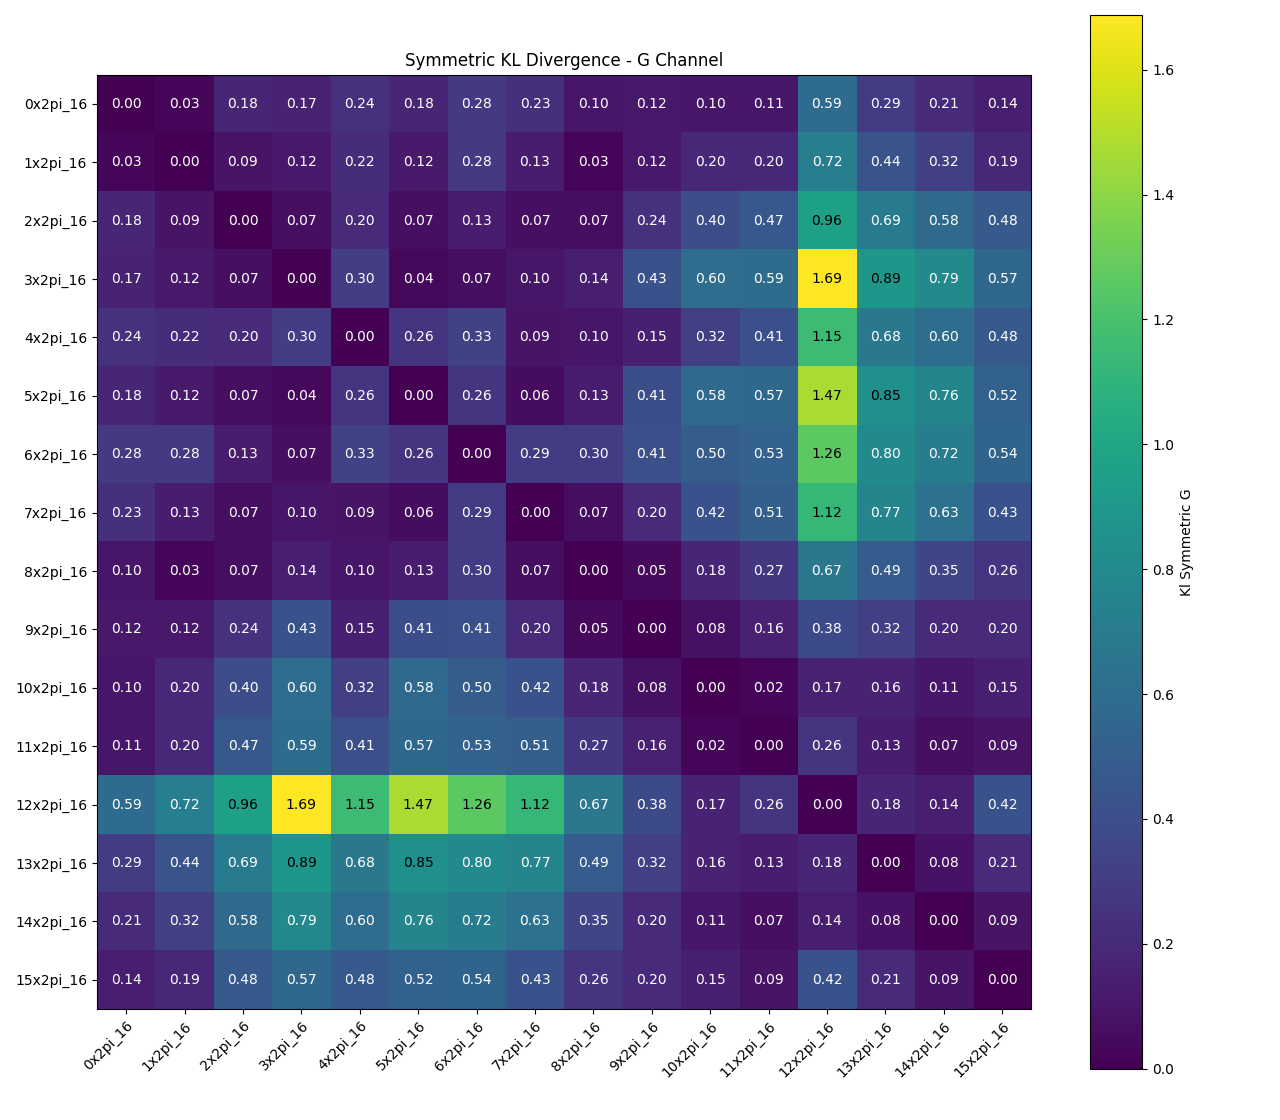 Symmetric KL Divergence - G Channel
0x2pi_16 0.00 0.03 0.18 0.17 0.24 0.18 0.28 0.23 0.10 0.12 0.10 0.11 0.59 0.29 0.21 0.14
1x2pi_16 0.03 0.00 0.09 0.12 0.22 0.12 0.28 0.13 0.03 0.12 0.20 0.20 0.72 0.44 0.32 0.19
2x2pi_16 0.18 0.09 0.00 0.07 0.20 0.07 0.13 0.07 0.07 0.24 0.40 0.47 0.96 0.69 0.58 0.48
3x2pi_16 0.17 0.12 0.07 0.00 0.30 0.04 0.07 0.10 0.14 0.43 0.60 0.59 1.69 0.89 0.79 0.57
4x2pi_16 0.24 0.22 0.20 0.30 0.00 0.26 0.33 0.09 0.10 0.15 0.32 0.41 1.15 0.68 0.60 0.48
5x2pi_16 0.18 0.12 0.07 0.04 0.26 0.00 0.26 0.06 0.13 0.41 0.58 0.57 1.47 0.85 0.76 0.52
6x2pi_16 0.28 0.28 0.13 0.07 0.33 0.26 0.00 0.29 0.30 0.41 0.50 0.53 1.26 0.80 0.72 0.54
7x2pi_16 0.23 0.13 0.07 0.10 0.09 0.06 0.29 0.00 0.07 0.20 0.42 0.51 1.12 0.77 0.63 0.43
8x2pi_16 0.10 0.03 0.07 0.14 0.10 0.13 0.30 0.07 0.00 0.05 0.18 0.27 0.67 0.49 0.35 0.26
9x2pi_16 0.12 0.12 0.24 0.43 0.15 0.41 0.41 0.20 0.05 0.00 0.08 0.16 0.38 0.32 0.20 0.20
10x2pi_16 0.10 0.20 0.40 0.60 0.32 0.58 0.50 0.42 0.18 0.08 0.00 0.02 0.17 0.16 0.11 0.15
11x2pi_16 0.11 0.20 0.47 0.59 0.41 0.57 0.53 0.51 0.27 0.16 0.02 0.00 0.26 0.13 0.07 0.09
12x2pi_16 0.59 0.72 0.96 1.69 1.15 1.47 1.26 1.12 0.67 0.38 0.17 0.26 0.00 0.18 0.14 0.42
13x2pi_16 0.29 0.44 0.69 0.89 0.68 0.85 0.80 0.77 0.49 0.32 0.16 0.13 0.18 0.00 0.08 0.21
14x2pi_16 0.21 0.32 0.58 0.79 0.60 0.76 0.72 0.63 0.35 0.20 0.11 0.07 0.14 0.08 0.00 0.09
15x2pi_16 0.14 0.19 0.48 0.57 0.48 0.52 0.54 0.43 0.26 0.20 0.15 0.09 0.42 0.21 0.09 0.00
0x2pi_16 1x2pi_16 2x2pi_16 3x2pi_16 4x2pi_16 5x2pi_16 6x2pi_16 7x2pi_16 8x2pi_16 9x2pi_16 10x2pi_16 11x2pi_16 12x2pi_16 13x2pi_16 14x2pi_16 15x2pi_16
1.6
1.4
1.2
1.0
0.8
0.6
0.4
0.2
0.0
Kl Symmetric G